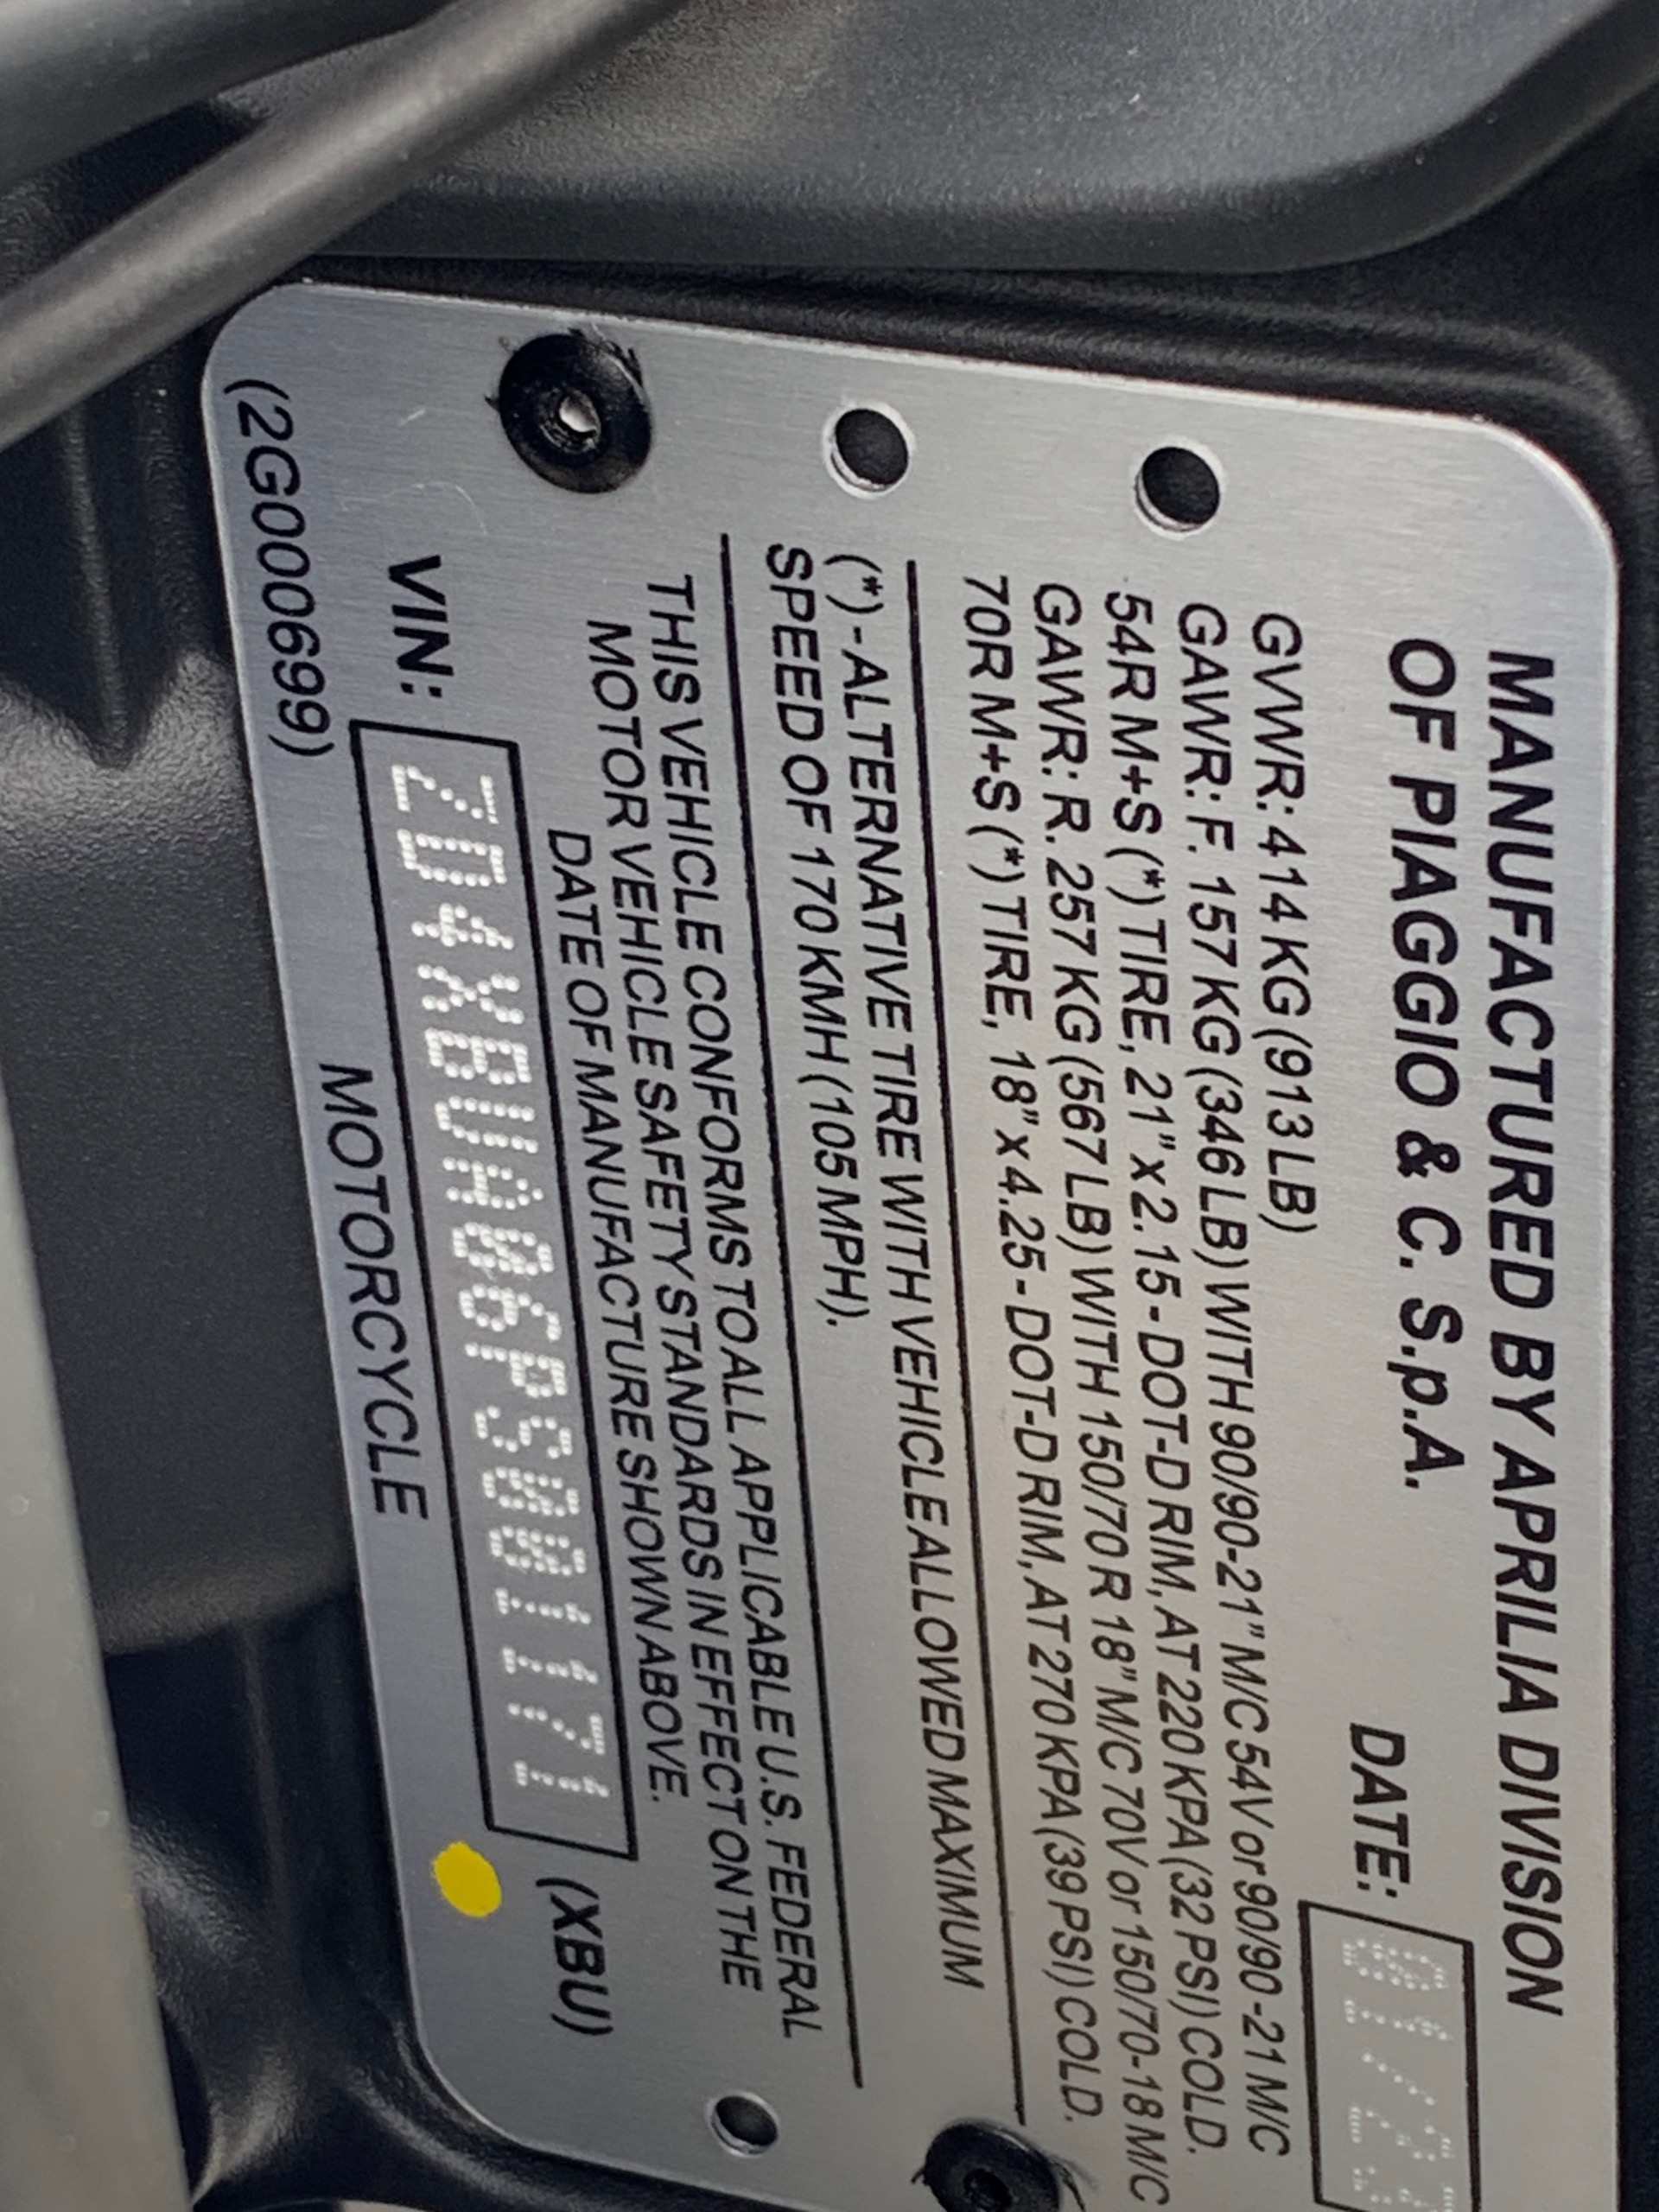 MANUFACTURED BY APRILIA DIVISION
OF PIAGGIO & C. S.p.A.
DATE: 01/23
GVWR: 414 KG (913 LB)
GAWR: F. 157 KG (346 LB) WITH 90/90-21" M/C 54V or 90/90-21 M/C
54R M+S (*) TIRE, 21" x 2.15 - DOT-D RIM, AT 220 KPA (32 PSI) COLD.
GAWR: R. 257 KG (567 LB) WITH 150/70 R 18" M/C 70V or 150/70-18 M/C
70R M+S (*) TIRE, 18" x 4.25 - DOT-D RIM, AT 270 KPA (39 PSI) COLD.
(*) - ALTERNATIVE TIRE WITH VEHICLE ALLOWED MAXIMUM
SPEED OF 170 KMH (105 MPH).
THIS VEHICLE CONFORMS TO ALL APPLICABLE U.S. FEDERAL
MOTOR VEHICLE SAFETY STANDARDS IN EFFECT ON THE
DATE OF MANUFACTURE SHOWN ABOVE.
VIN: ZD4XBUA06PS001171 (XBU)
(2G000699) MOTORCYCLE